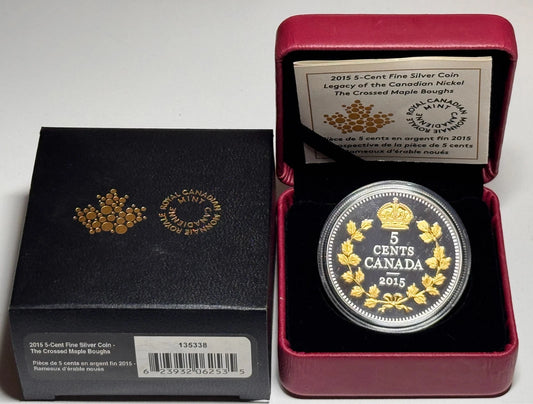 2015 5-Cent Fine Silver Coin
Legacy of the Canadian Nickel
The Crossed Maple Boughs
ROYAL CANADIAN MINT
MONNAIE ROYALE CANADIENNE
Pièce de 5 cents en argent fin 2015
Perspective de la pièce de 5 cents
Rameaux d'érable noués
5
CENTS
CANADA
2015
ROYAL CANADIAN MINT
MONNAIE ROYALE CANADIENNE
2015 5-Cent Fine Silver Coin -
The Crossed Maple Boughs
Pièce de 5 cents en argent fin 2015 -
Rameaux d'érable noués
135338
6 23932 06253 5